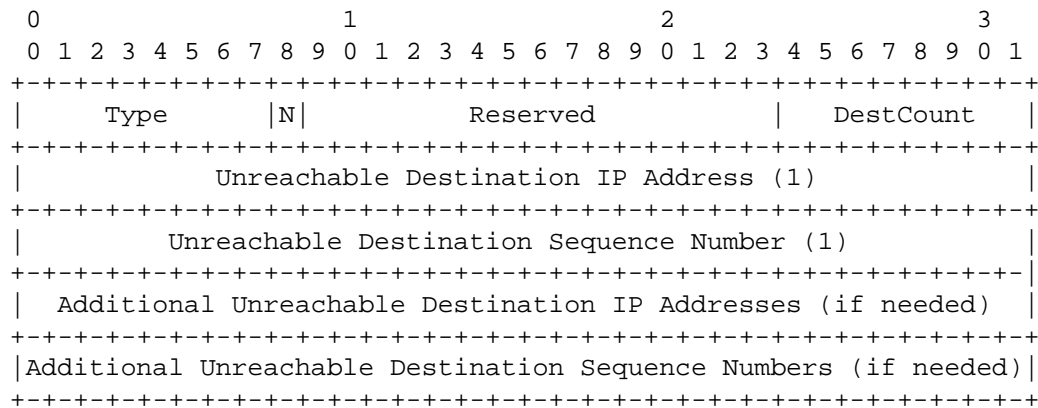 0                   1                   2                   3
0 1 2 3 4 5 6 7 8 9 0 1 2 3 4 5 6 7 8 9 0 1 2 3 4 5 6 7 8 9 0 1
+-+-+-+-+-+-+-+-+-+-+-+-+-+-+-+-+-+-+-+-+-+-+-+-+-+-+-+-+-+-+-+-+
|     Type      |N|          Reserved           |   DestCount   |
+-+-+-+-+-+-+-+-+-+-+-+-+-+-+-+-+-+-+-+-+-+-+-+-+-+-+-+-+-+-+-+-+
|            Unreachable Destination IP Address (1)             |
+-+-+-+-+-+-+-+-+-+-+-+-+-+-+-+-+-+-+-+-+-+-+-+-+-+-+-+-+-+-+-+-+
|         Unreachable Destination Sequence Number (1)           |
+-+-+-+-+-+-+-+-+-+-+-+-+-+-+-+-+-+-+-+-+-+-+-+-+-+-+-+-+-+-+-+-|
|  Additional Unreachable Destination IP Addresses (if needed)  |
+-+-+-+-+-+-+-+-+-+-+-+-+-+-+-+-+-+-+-+-+-+-+-+-+-+-+-+-+-+-+-+-+
|Additional Unreachable Destination Sequence Numbers (if needed)|
+-+-+-+-+-+-+-+-+-+-+-+-+-+-+-+-+-+-+-+-+-+-+-+-+-+-+-+-+-+-+-+-+